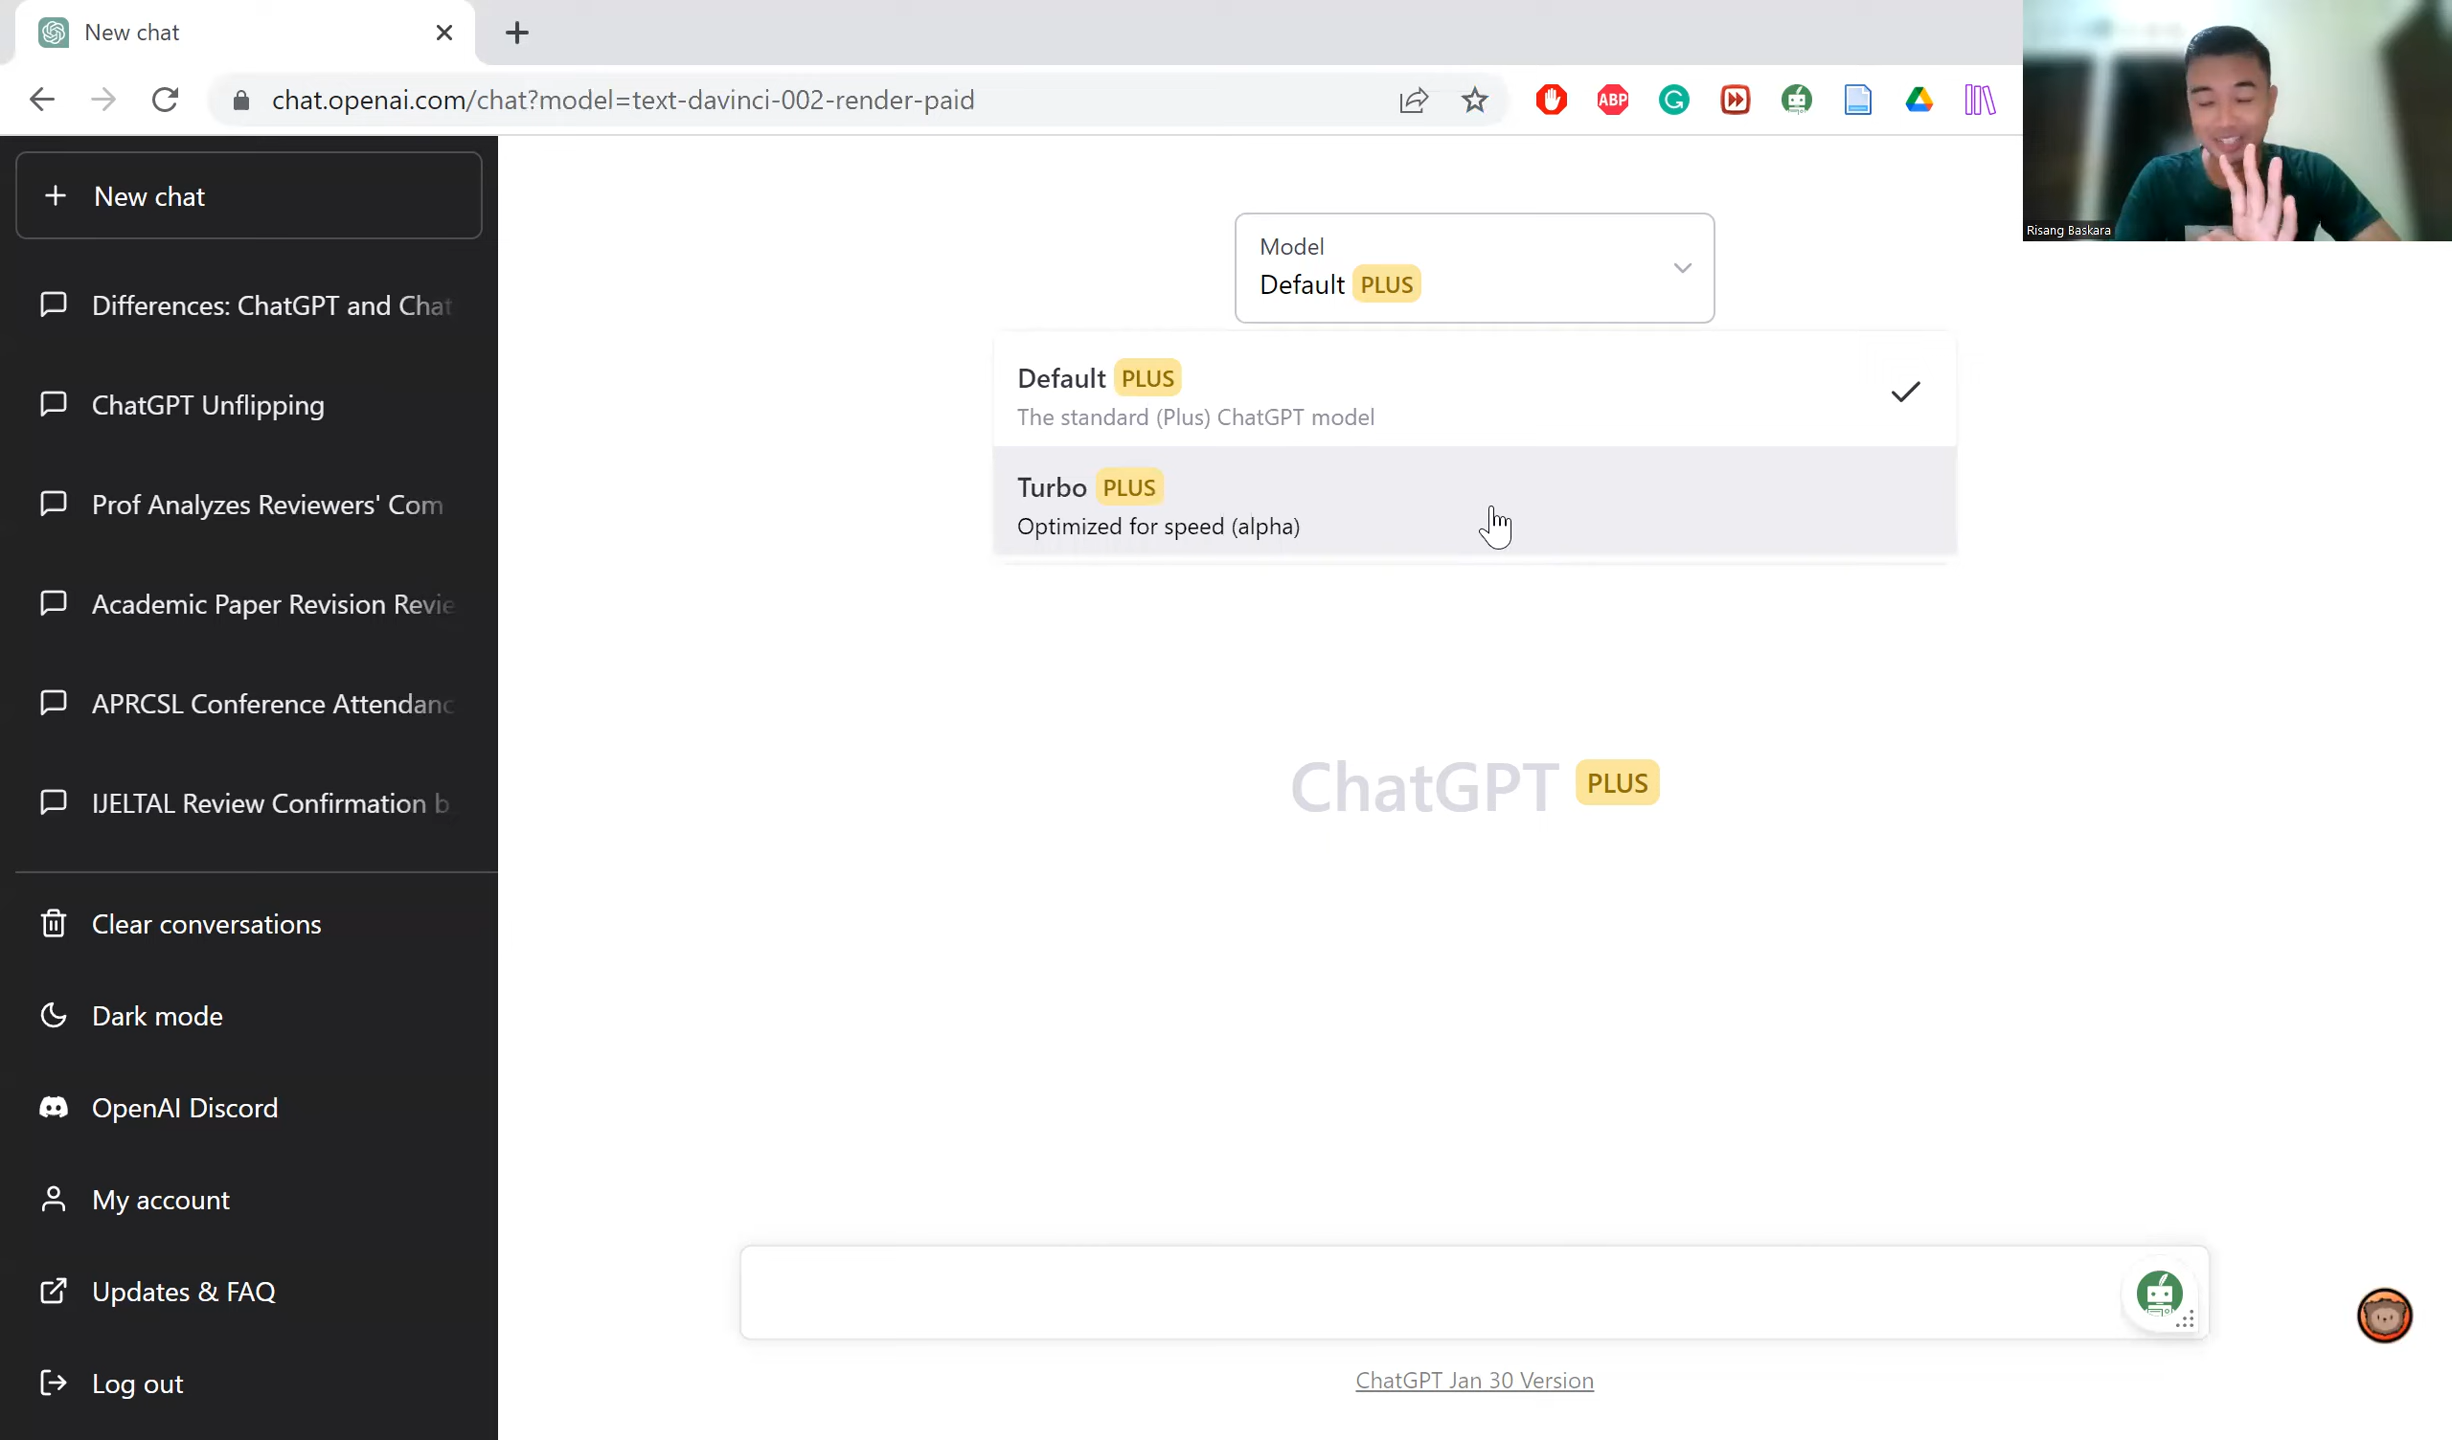 New chat
chat.openai.com/chat?model=text-davinci-002-render-paid
ABP
Risang Baskara
New chat
Differences: ChatGPT and Chat
ChatGPT Unflipping
Prof Analyzes Reviewers' Com
Academic Paper Revision Revie
APRCSL Conference Attendanc
IJELTAL Review Confirmation b
Clear conversations
Dark mode
OpenAI Discord
My account
Updates & FAQ
Log out
Model
Default PLUS
Default PLUS
The standard (Plus) ChatGPT model
Turbo PLUS
Optimized for speed (alpha)
ChatGPT PLUS
ChatGPT Jan 30 Version